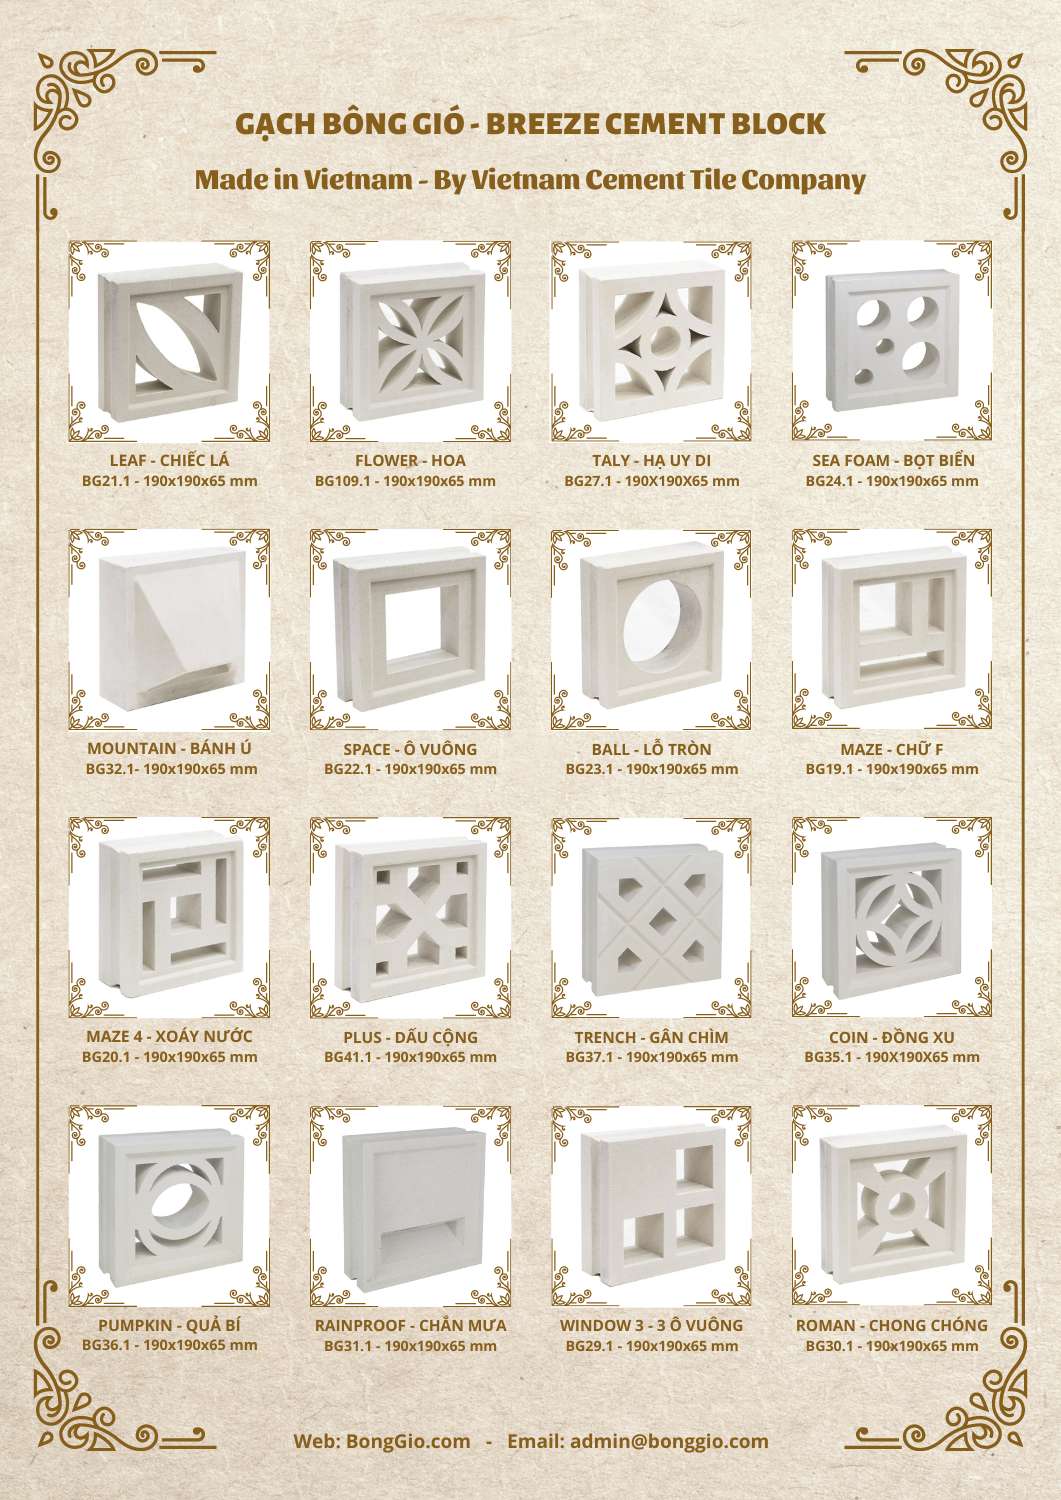 GẠCH BÔNG GIÓ - BREEZE CEMENT BLOCK
Made in Vietnam - By Vietnam Cement Tile Company
LEAF - CHIẾC LÁ
BG21.1 - 190x190x65 mm
FLOWER - HOA
BG109.1 - 190x190x65 mm
TALY - HẠ UY DI
BG27.1 - 190X190X65 mm
SEA FOAM - BỌT BIỂN
BG24.1 - 190x190x65 mm
MOUNTAIN - BÁNH Ú
BG32.1- 190x190x65 mm
SPACE - Ô VUÔNG
BG22.1 - 190x190x65 mm
BALL - LỖ TRÒN
BG23.1 - 190x190x65 mm
MAZE - CHỮ F
BG19.1 - 190x190x65 mm
MAZE 4 - XOÁY NƯỚC
BG20.1 - 190x190x65 mm
PLUS - DẤU CỘNG
BG41.1 - 190x190x65 mm
TRENCH - GÂN CHÌM
BG37.1 - 190x190x65 mm
COIN - ĐỒNG XU
BG35.1 - 190X190X65 mm
PUMPKIN - QUẢ BÍ
BG36.1 - 190x190x65 mm
RAINPROOF - CHẮN MƯA
BG31.1 - 190x190x65 mm
WINDOW 3 - 3 Ô VUÔNG
BG29.1 - 190x190x65 mm
ROMAN - CHONG CHÓNG
BG30.1 - 190x190x65 mm
Web: BongGio.com - Email: admin@bonggio.com